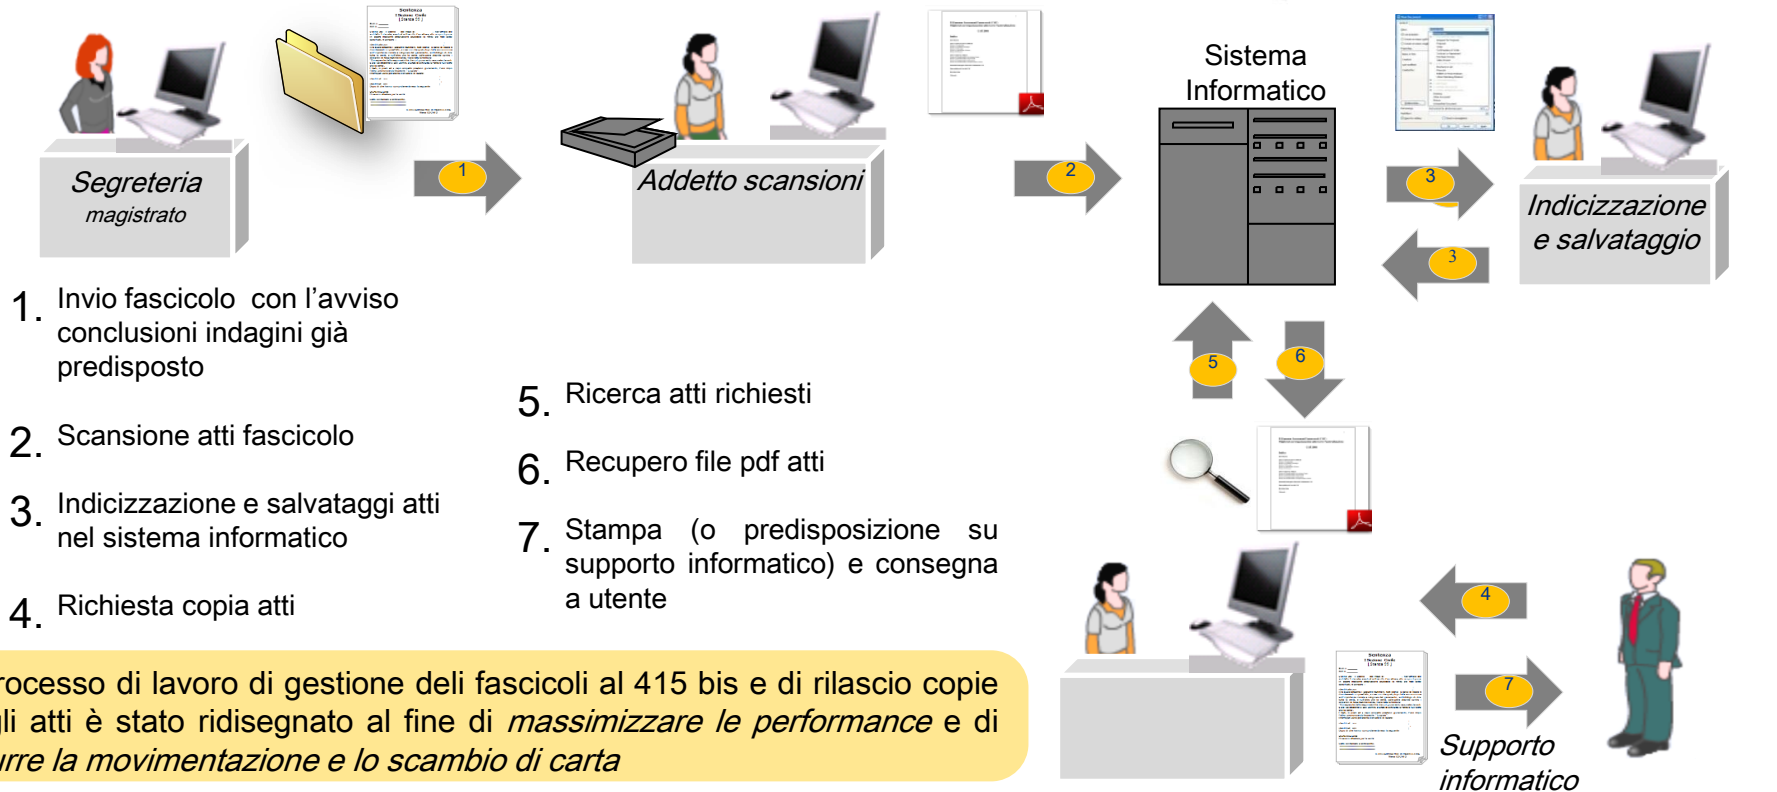 Sistema
Informatico
Segreteria
magistrato
1
Addetto scansioni
2
3
3
Indicizzazione
e salvataggio
1. Invio fascicolo con l’avviso
conclusioni indagini già
predisposto
2. Scansione atti fascicolo
3. Indicizzazione e salvataggi atti
nel sistema informatico
4. Richiesta copia atti
5. Ricerca atti richiesti
6. Recupero file pdf atti
7. Stampa (o predisposizione su
supporto informatico) e consegna
a utente
5
6
4
7
Supporto
informatico
rocesso di lavoro di gestione deli fascicoli al 415 bis e di rilascio copie
gli atti è stato ridisegnato al fine di massimizzare le performance e di
urre la movimentazione e lo scambio di carta